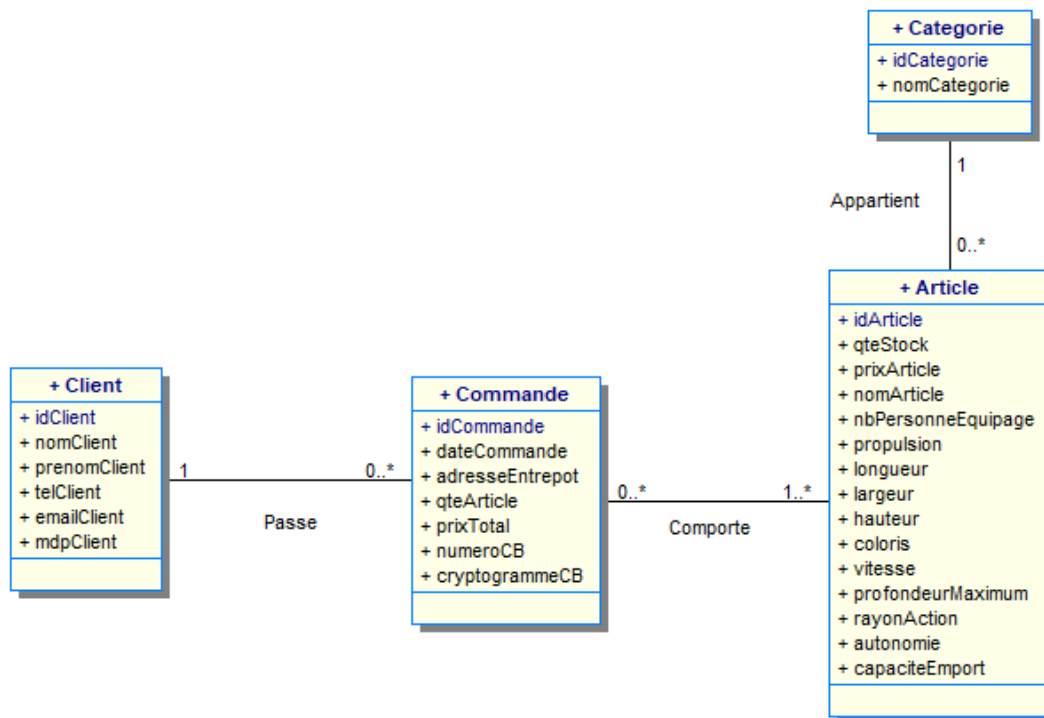 + Categorie
+ idCategorie
+ nomCategorie
1
Appartient
0..*
+ Article
+ idArticle
+ qteStock
+ prixArticle
+ nomArticle
+ nbPersonneEquipage
+ propulsion
+ longueur
+ largeur
+ hauteur
+ coloris
+ vitesse
+ profondeurMaximum
+ rayonAction
+ autonomie
+ capaciteEmport
+ Client
+ idClient
+ nomClient
+ prenomClient
+ telClient
+ emailClient
+ mdpClient
1
0..*
Passe
+ Commande
+ idCommande
+ dateCommande
+ adresseEntrepot
+ qteArticle
+ prixTotal
+ numeroCB
+ cryptogrammeCB
0..*
1..*
Comporte